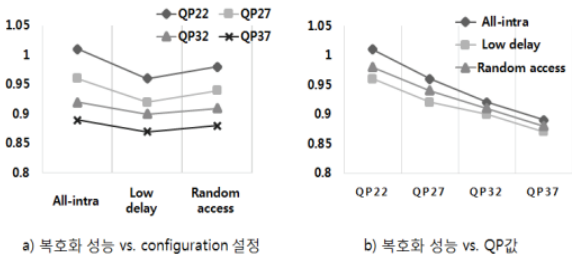 QP22 QP27
QP32 QP37
1.05
1
0.95
0.9
0.85
0.8
All-intra Low delay Random access
a) 복호화 성능 vs. configuration 설정
All-intra
Low delay
Random access
1.05
1
0.95
0.9
0.85
0.8
QP22 QP27 QP32 QP37
b) 복호화 성능 vs. QP값